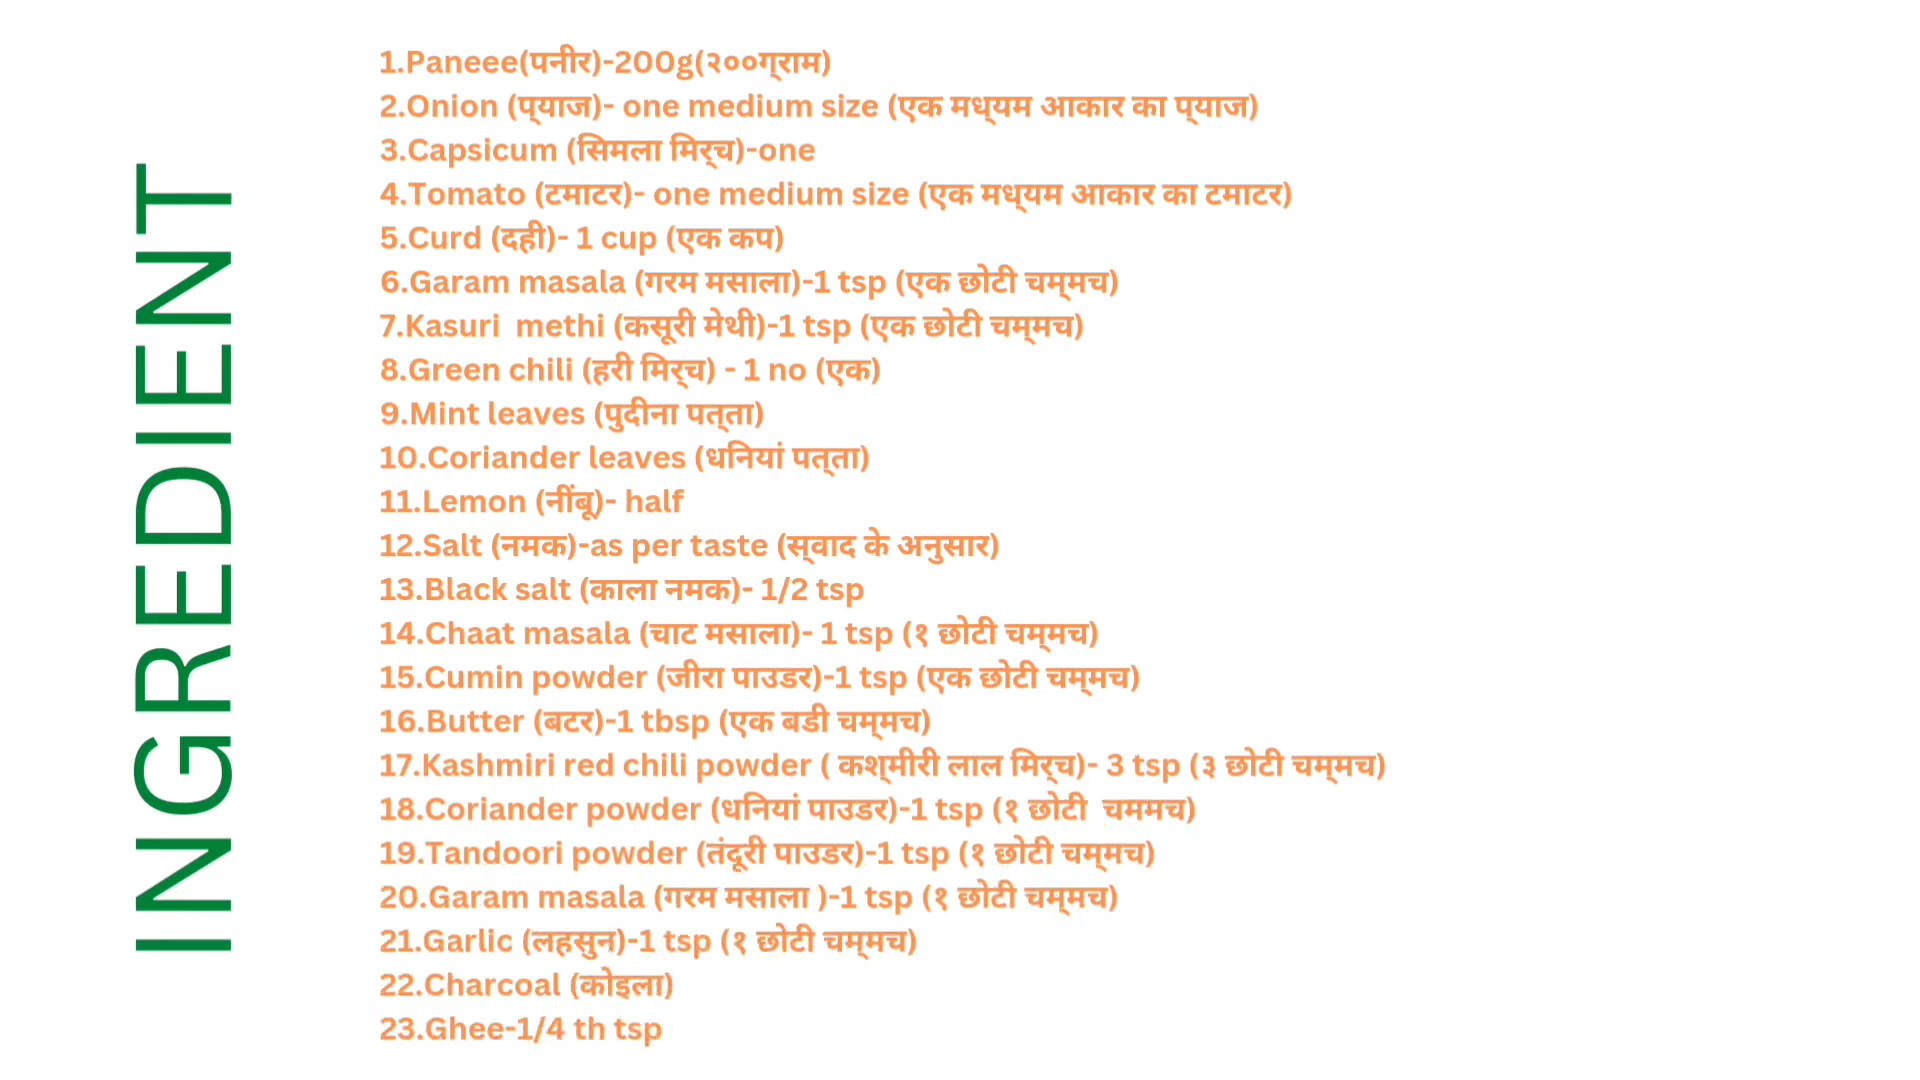 INGREDIENT
1.Paneee(पनीर)-200g(२००ग्राम)
2.Onion (प्याज)- one medium size (एक मध्यम आकार का प्याज)
3.Capsicum (सिमला मिर्च)-one
4.Tomato (टमाटर)- one medium size (एक मध्यम आकार का टमाटर)
5.Curd (दही)- 1 cup (एक कप)
6.Garam masala (गरम मसाला)-1 tsp (एक छोटी चम्मच)
7.Kasuri  methi (कसूरी मेथी)-1 tsp (एक छोटी चम्मच)
8.Green chili (हरी मिर्च) - 1 no (एक)
9.Mint leaves (पुदीना पत्ता)
10.Coriander leaves (धनियां पत्ता)
11.Lemon (नींबू)- half
12.Salt (नमक)-as per taste (स्वाद के अनुसार)
13.Black salt (काला नमक)- 1/2 tsp
14.Chaat masala (चाट मसाला)- 1 tsp (१ छोटी चम्मच)
15.Cumin powder (जीरा पाउडर)-1 tsp (एक छोटी चम्मच)
16.Butter (बटर)-1 tbsp (एक बडी चम्मच)
17.Kashmiri red chili powder ( कश्मीरी लाल मिर्च)- 3 tsp (३ छोटी चम्मच)
18.Coriander powder (धनियां पाउडर)-1 tsp (१ छोटी  चममच)
19.Tandoori powder (तंदूरी पाउडर)-1 tsp (१ छोटी चम्मच)
20.Garam masala (गरम मसाला )-1 tsp (१ छोटी चम्मच)
21.Garlic (लहसुन)-1 tsp (१ छोटी चम्मच)
22.Charcoal (कोइला)
23.Ghee-1/4 th tsp